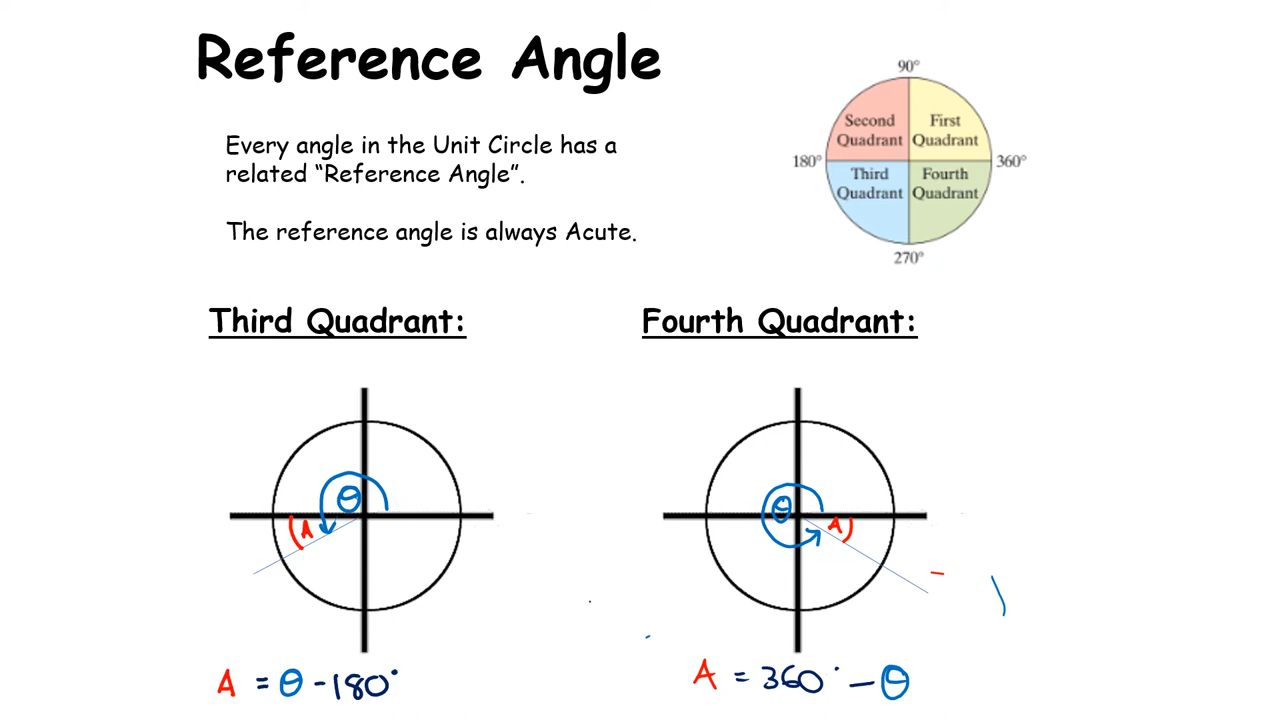 Reference Angle
Every angle in the Unit Circle has a
related “Reference Angle”.
The reference angle is always Acute.
90°
Second
Quadrant
First
Quadrant
180°
360°
Third
Quadrant
Fourth
Quadrant
270°
Third Quadrant:
Fourth Quadrant:
θ
A
θ
A
A = θ - 180°
A = 360° - θ